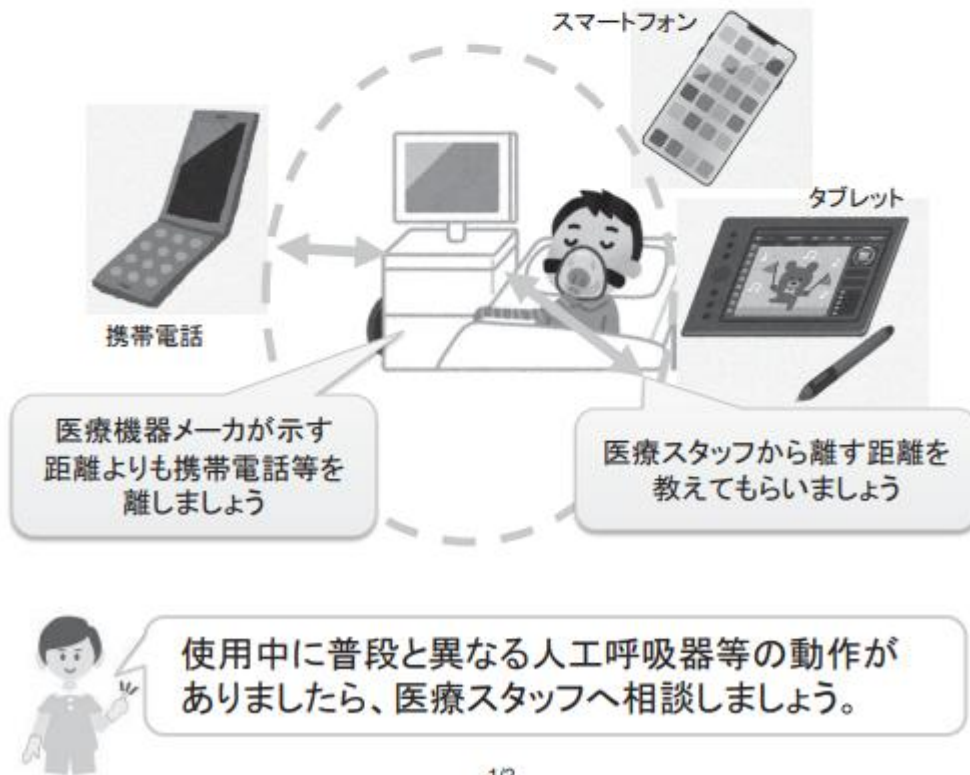 スマートフォン
タブレット
携帯電話
医療機器メーカが示す
距離よりも携帯電話等を
離しましょう
医療スタッフから離す距離を
教えてもらいましょう
使用中に普段と異なる人工呼吸器等の動作が
ありましたら、医療スタッフへ相談しましょう。